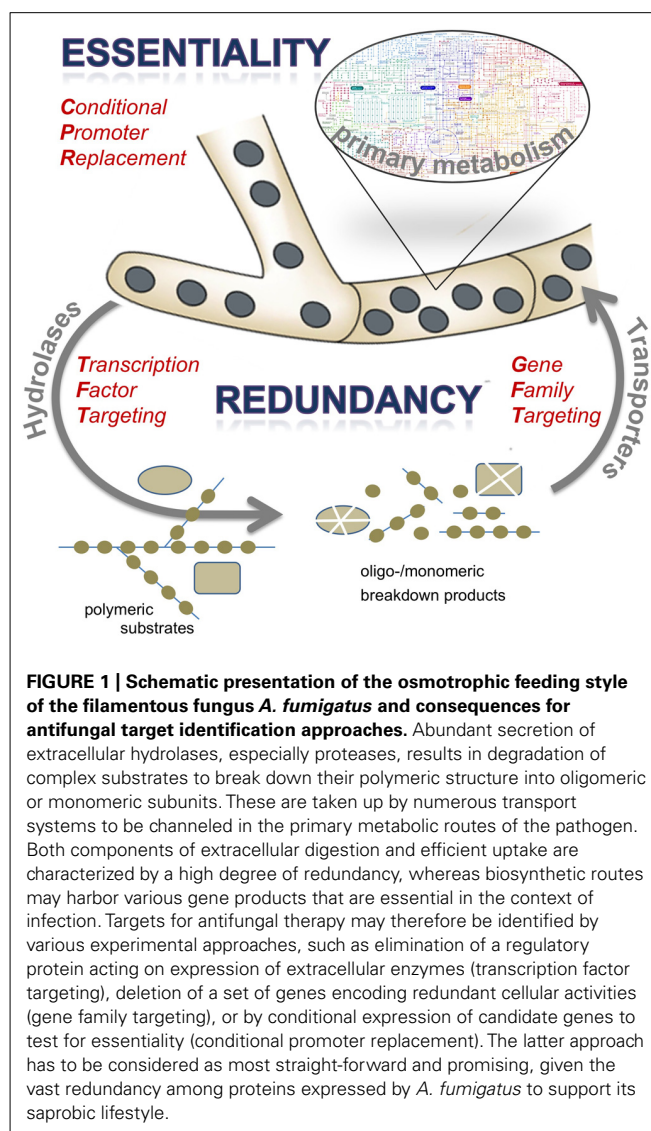 ESSENTIALITY
Conditional
Promoter
Replacement
primary metabolism
Hydrolases
Transcription
Factor
Targeting
REDUNDANCY
Gene
Family
Targeting
Transporters
polymeric
substrates
oligo-/monomeric
breakdown products
FIGURE 1 | Schematic presentation of the osmotrophic feeding style
of the filamentous fungus A. fumigatus and consequences for
antifungal target identification approaches. Abundant secretion of
extracellular hydrolases, especially proteases, results in degradation of
complex substrates to break down their polymeric structure into oligomeric
or monomeric subunits. These are taken up by numerous transport
systems to be channeled in the primary metabolic routes of the pathogen.
Both components of extracellular digestion and efficient uptake are
characterized by a high degree of redundancy, whereas biosynthetic routes
may harbor various gene products that are essential in the context of
infection. Targets for antifungal therapy may therefore be identified by
various experimental approaches, such as elimination of a regulatory
protein acting on expression of extracellular enzymes (transcription factor
targeting), deletion of a set of genes encoding redundant cellular activities
(gene family targeting), or by conditional expression of candidate genes to
test for essentiality (conditional promoter replacement). The latter approach
has to be considered as most straight-forward and promising, given the
vast redundancy among proteins expressed by A. fumigatus to support its
saprobic lifestyle.